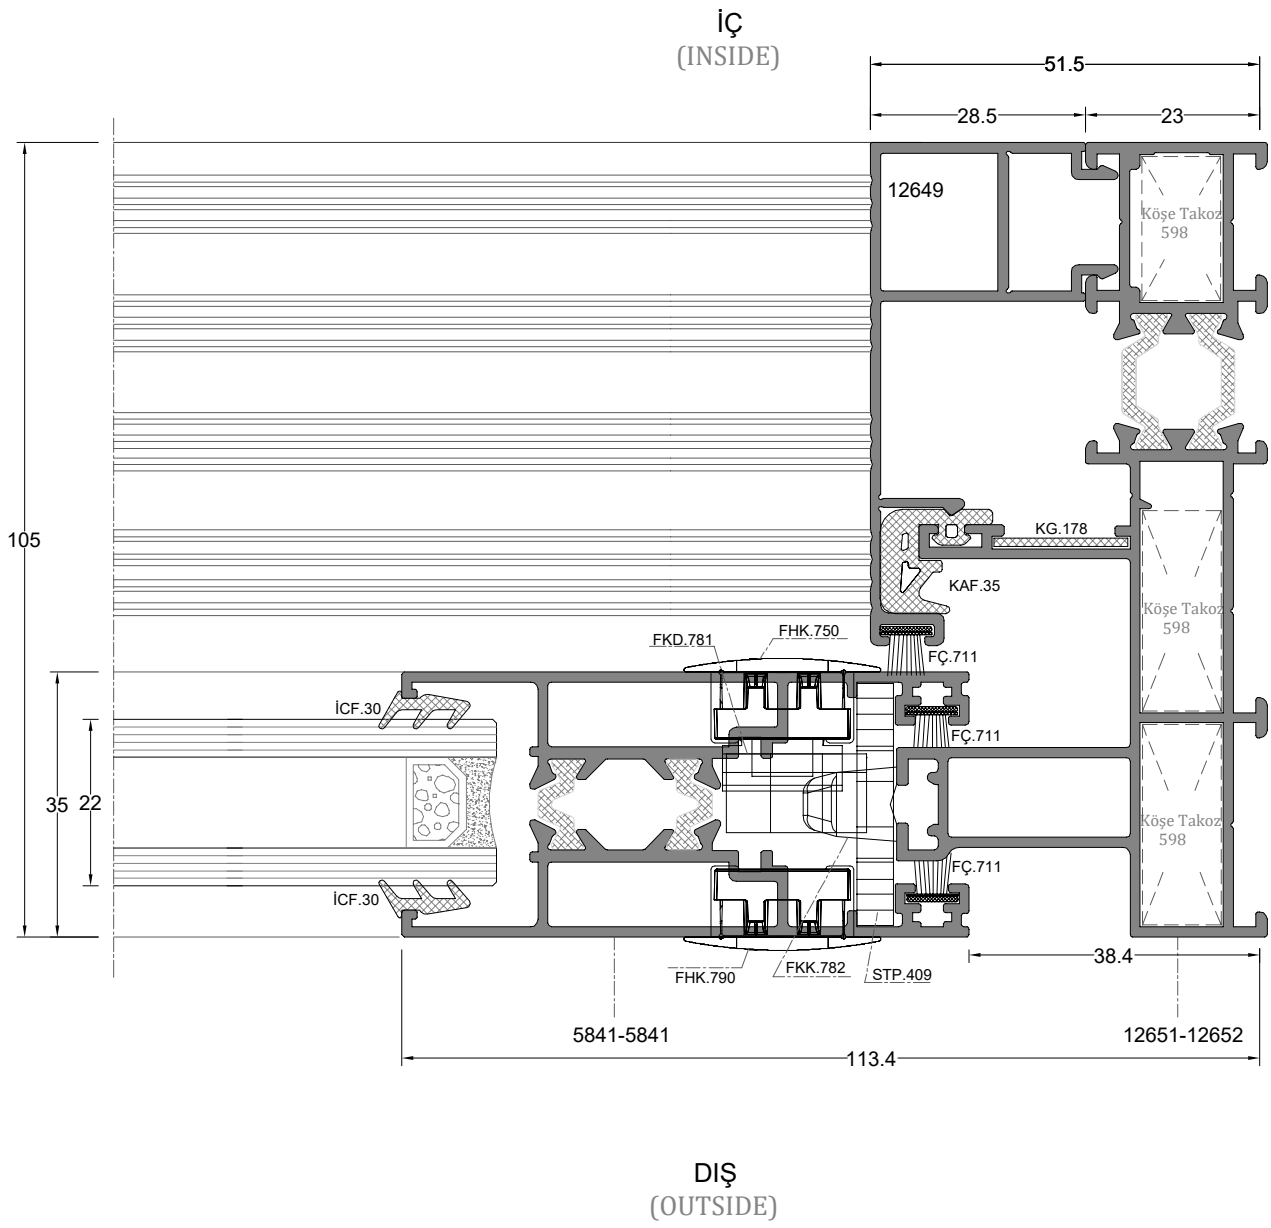 İÇ
(INSIDE)
51.5
28.5
23
12649
Köşe Takoz
598
105
KG.178
KAF.35
Köşe Takoz
598
FHK.750
FKD.781
FÇ.711
İCF.30
FÇ.711
35
22
Köşe Takoz
598
FÇ.711
İCF.30
38.4
FHK.790
FKK.782
STP.409
5841-5841
12651-12652
113.4
DIŞ
(OUTSIDE)